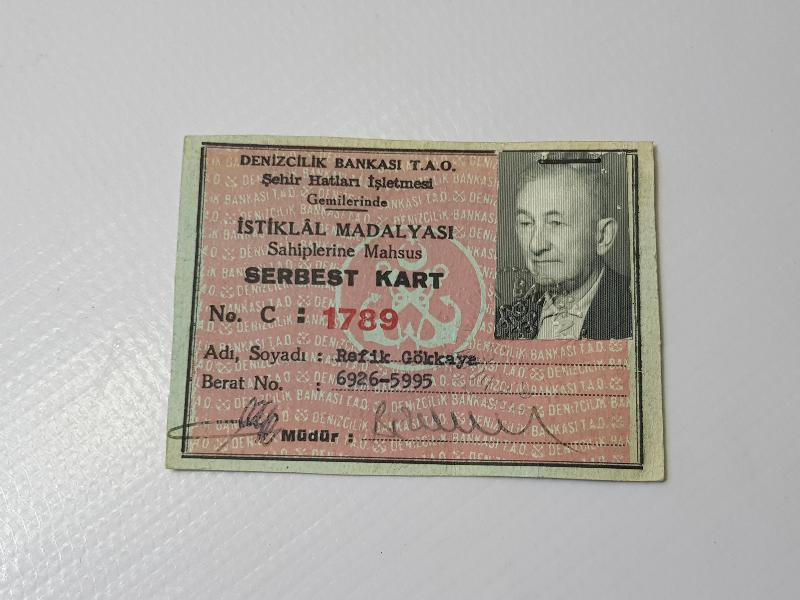 DENİZCİLİK BANKASI T.A.O.
Şehir Hatları İşletmesi
Gemilerinde
İSTİKLÂL MADALYASI
Sahiplerine Mahsus
SERBEST KART
No. C : 1789
Adı, Soyadı : Refik Gökkaya
Berat No. : 6926-5995
Müdür :